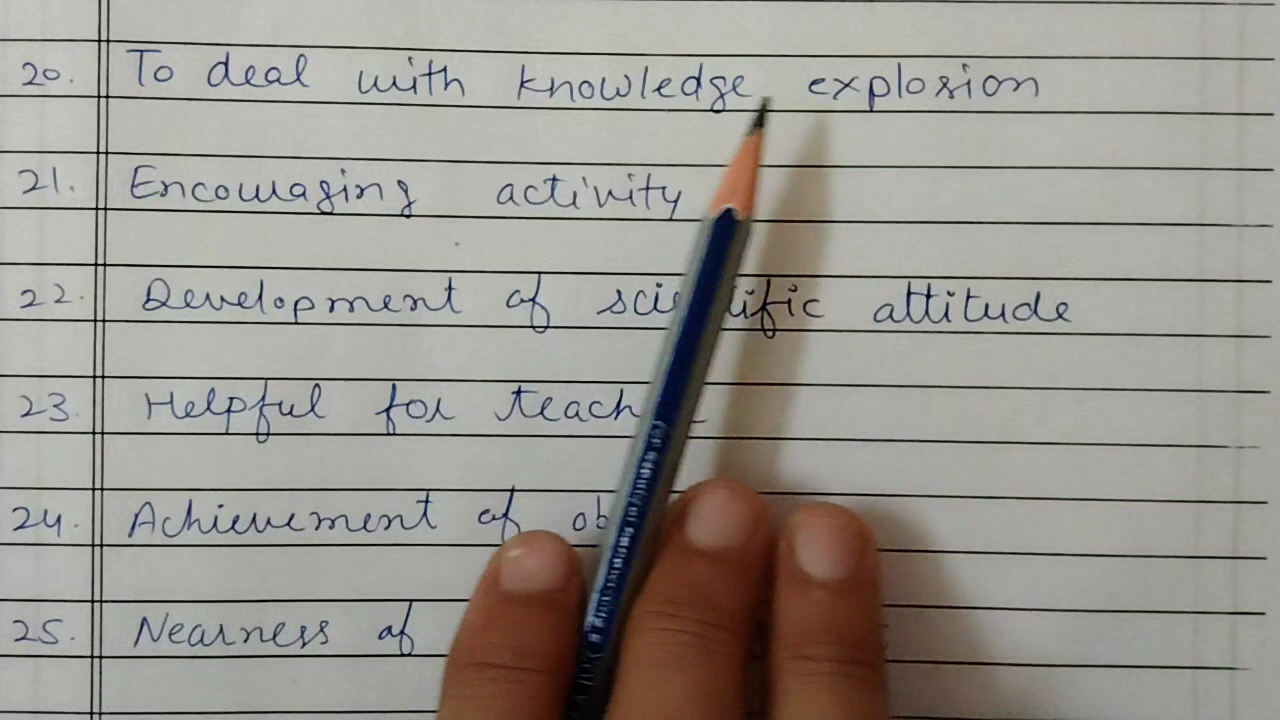 20. To deal with knowledge explosion
21. Encouraging activity
22. Development of scientific attitude
23. Helpful for
24. Achievement of
25. Nearness of